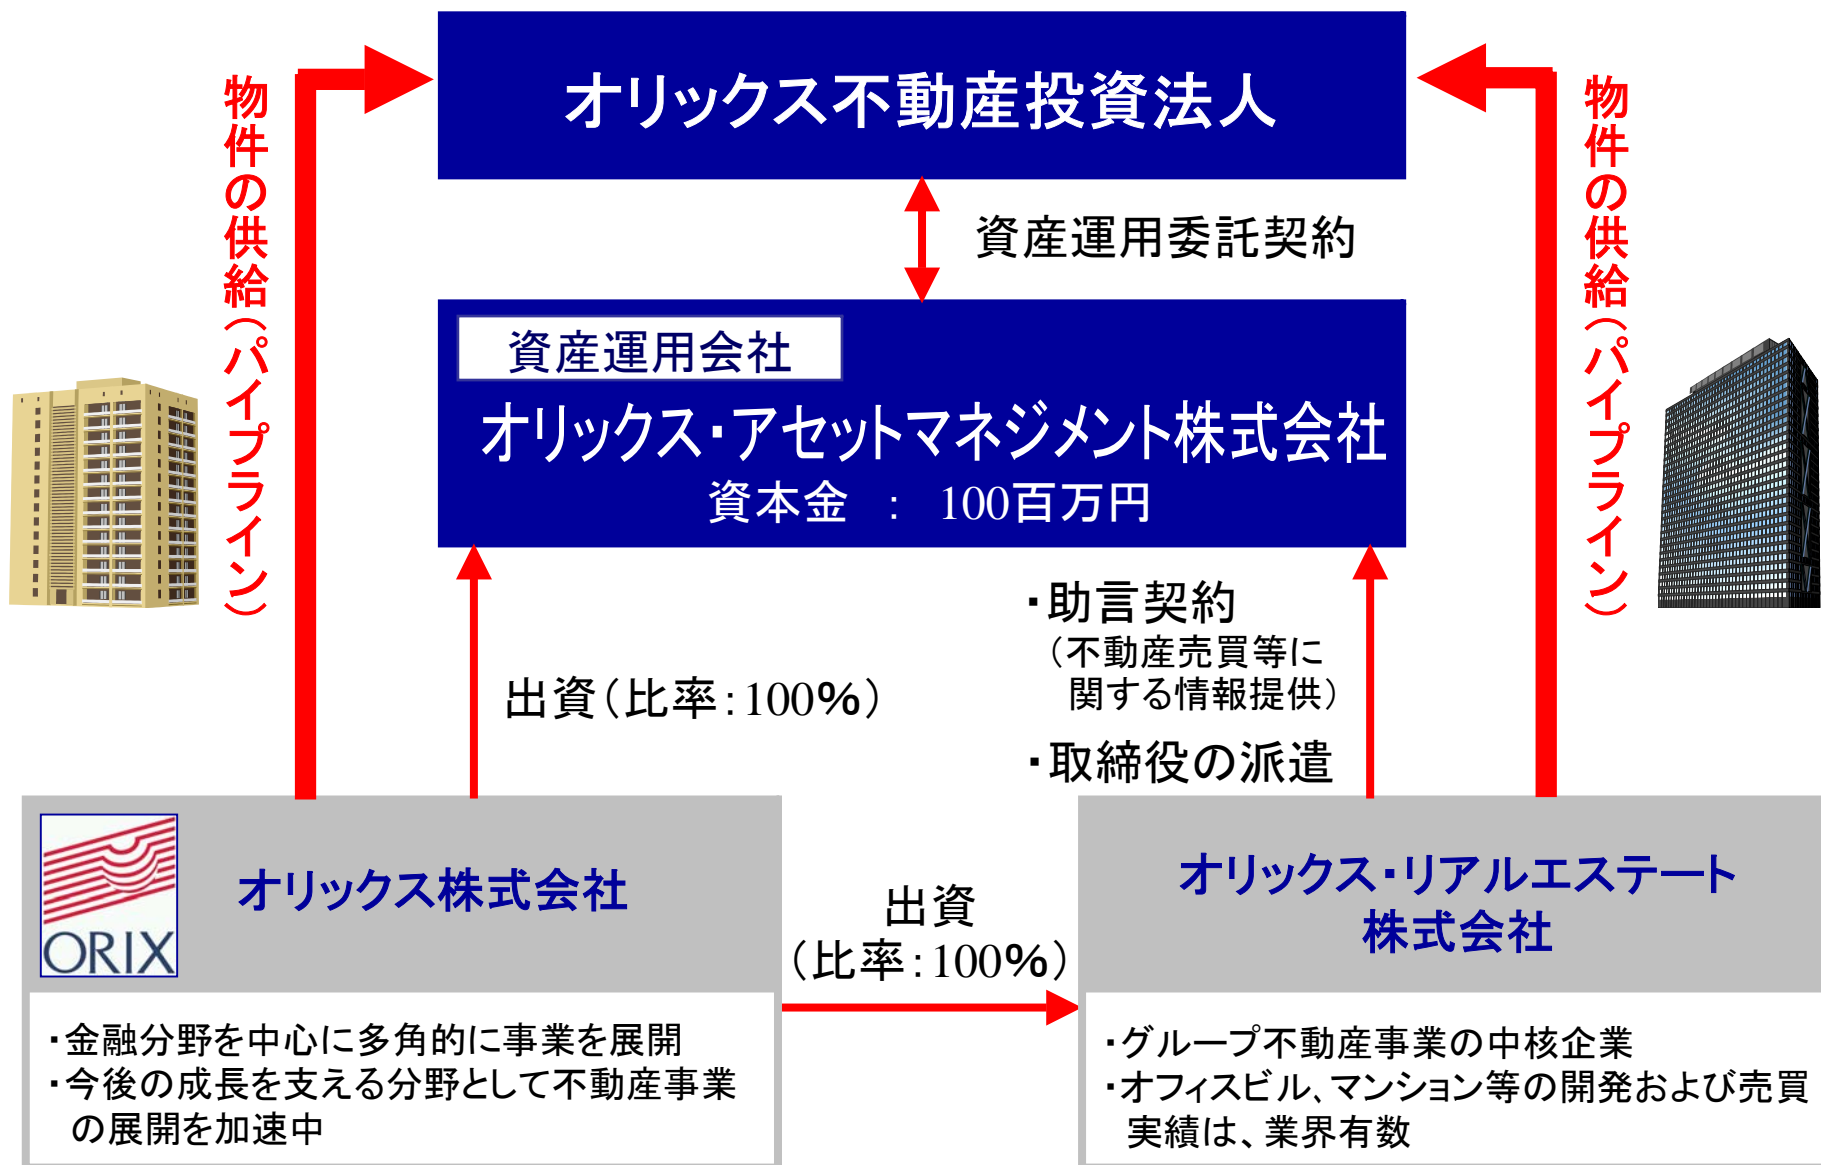 オリックス不動産投資法人
物件の供給(パイプライン)
物件の供給(パイプライン)
資産運用委託契約
資産運用会社
オリックス・アセットマネジメント株式会社
資本金 : 100百万円
・助言契約
(不動産売買等に
関する情報提供)
・取締役の派遣
出資(比率:100%)
ORIX
オリックス株式会社
・金融分野を中心に多角的に事業を展開
・今後の成長を支える分野として不動産事業
の展開を加速中
出資
(比率:100%)
オリックス・リアルエステート
株式会社
・グループ不動産事業の中核企業
・オフィスビル、マンション等の開発および売買
実績は、業界有数